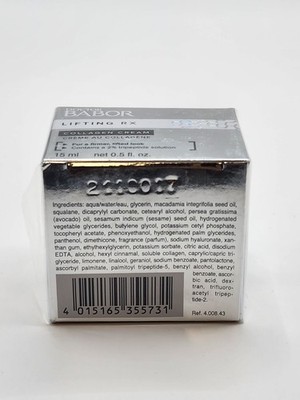 BABOR
LIFTING RX
COLLAGEN CREAM
CRÈME AU COLLAGÈNE
For a firmer, lifted look
Contains a 2% tripeptide solution
15 ml net 0.5 fl. oz.
2110017
Ingredients: aqua/water/eau, glycerin, macadamia integrifolia seed oil,
squalane, dicaprylyl carbonate, cetearyl alcohol, persea gratissima
(avocado) oil, sesamum indicum (sesame) seed oil, hydrogenated
vegetable glycerides, butylene glycol, potassium cetyl phosphate,
tocopheryl acetate, phenoxyethanol, hydrogenated palm glycerides,
panthenol, dimethicone, fragrance (parfum), sodium hyaluronate, xan-
than gum, ethylhexylglycerin, potassium sorbate, citric acid, disodium
EDTA, alcohol, hexyl cinnamal, soluble collagen, caprylic/capric tri-
glyceride, limonene, linalool, geraniol, sodium benzoate, pantolactone,
ascorbyl palmitate, palmitoyl tripeptide-5, benzyl alcohol, benzyl
benzoate, ascor-
bic acid, dex-
tran, trifluoro-
acetyl tripep-
tide-2.
4 015165 355731
Ref. 4.008.43